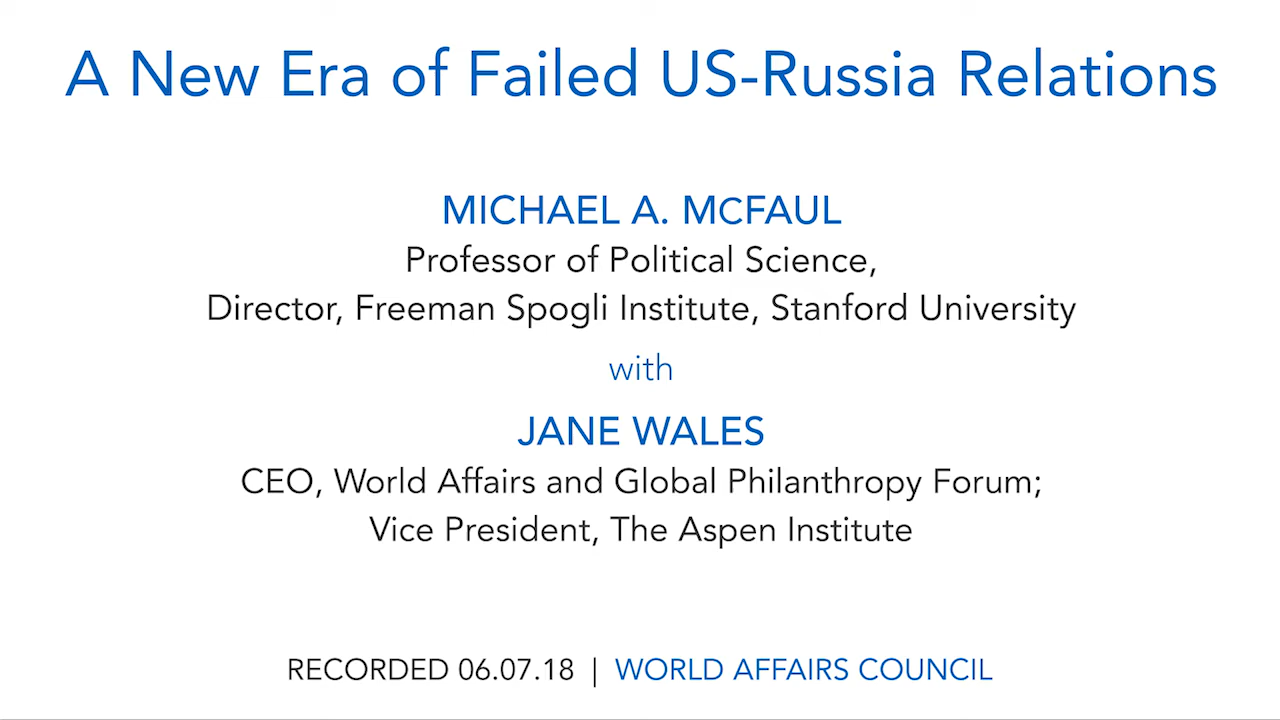 A New Era of Failed US-Russia Relations
MICHAEL A. MCFAUL
Professor of Political Science,
Director, Freeman Spogli Institute, Stanford University
with
JANE WALES
CEO, World Affairs and Global Philanthropy Forum;
Vice President, The Aspen Institute
RECORDED 06.07.18 | WORLD AFFAIRS COUNCIL